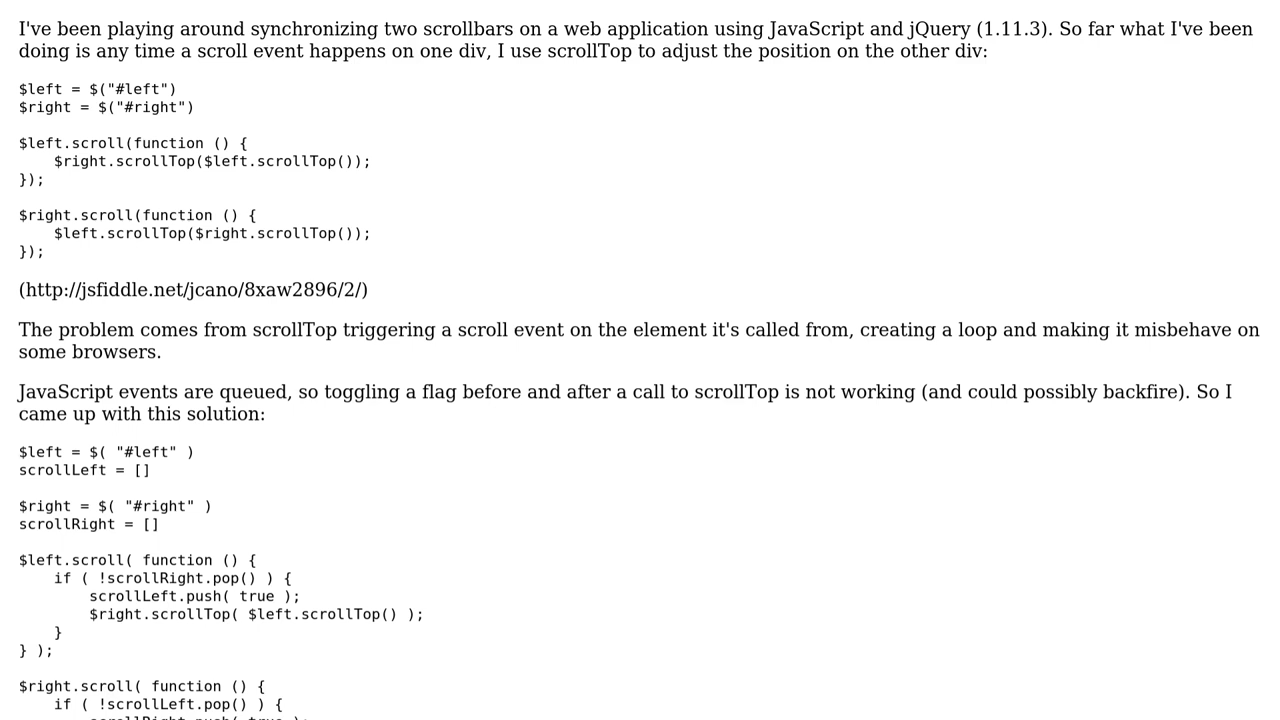 I've been playing around synchronizing two scrollbars on a web application using JavaScript and jQuery (1.11.3). So far what I've been
doing is any time a scroll event happens on one div, I use scrollTop to adjust the position on the other div:
$left = $("#left")
$right = $("#right")
$left.scroll(function () {
    $right.scrollTop($left.scrollTop());
});
$right.scroll(function () {
    $left.scrollTop($right.scrollTop());
});
(http://jsfiddle.net/jcano/8xaw2896/2/)
The problem comes from scrollTop triggering a scroll event on the element it's called from, creating a loop and making it misbehave on
some browsers.
JavaScript events are queued, so toggling a flag before and after a call to scrollTop is not working (and could possibly backfire). So I
came up with this solution:
$left = $( "#left" )
scrollLeft = []
$right = $( "#right" )
scrollRight = []
$left.scroll( function () {
    if ( !scrollRight.pop() ) {
        scrollLeft.push( true );
        $right.scrollTop( $left.scrollTop() );
    }
} );
$right.scroll( function () {
    if ( !scrollLeft.pop() ) {